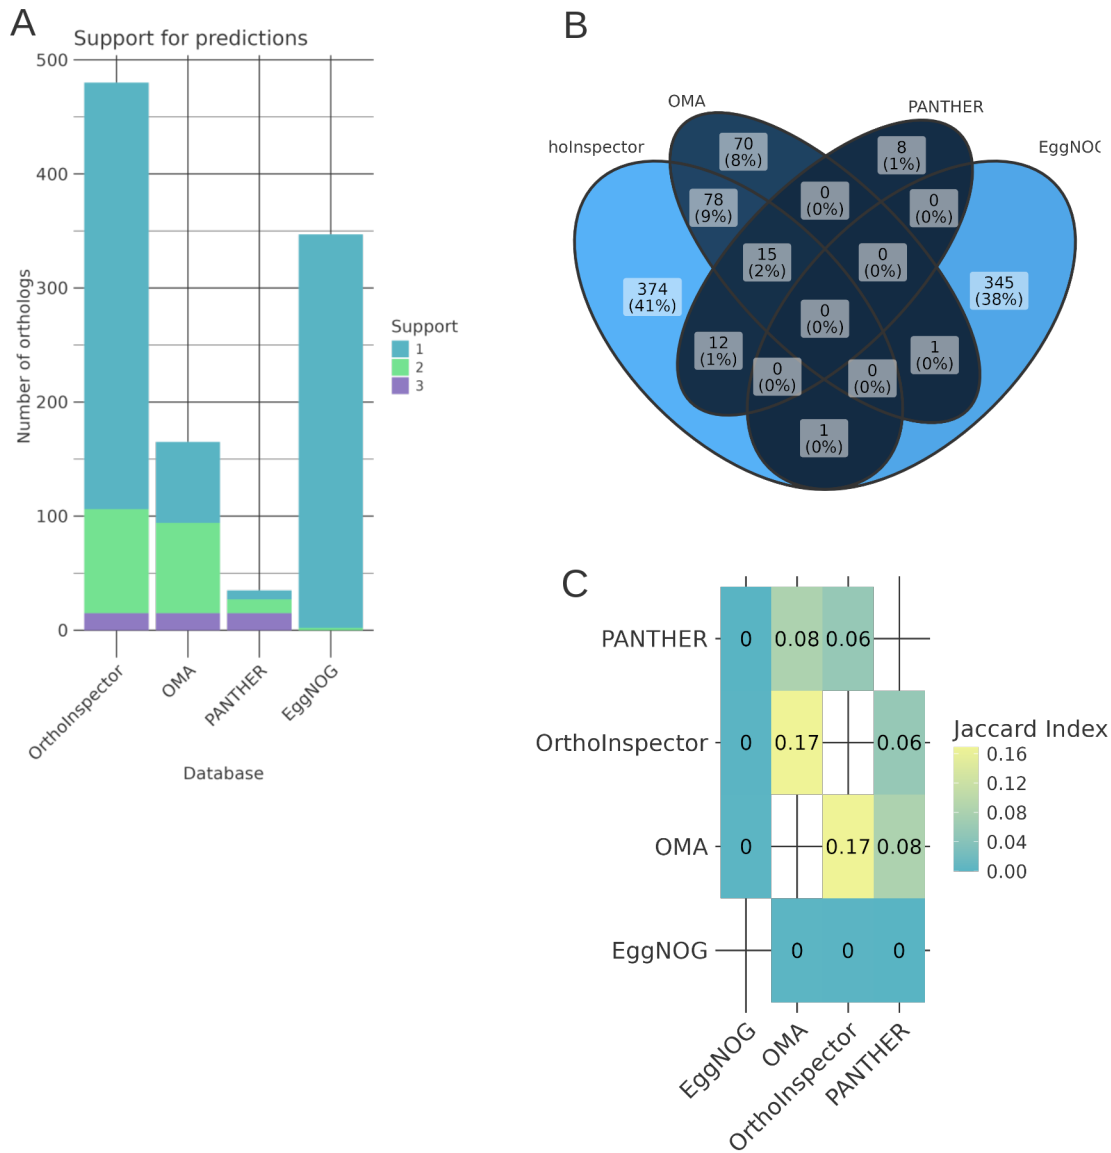 A
Support for predictions
500
400
300
200
100
0
Number of orthologs
OrthoInspector
OMA
PANTHER
EggNOG
Database
Support
1
2
3
B
OMA
PANTHER
hoInspector
EggNO
70
(8%)
8
(1%)
78
(9%)
0
(0%)
0
(0%)
15
(2%)
0
(0%)
374
(41%)
345
(38%)
0
(0%)
12
(1%)
1
(0%)
0
(0%)
0
(0%)
1
(0%)
C
PANTHER
0
0.08
0.06
OrthoInspector
0
0.17
0.06
OMA
0
0.17
0.08
EggNOG
0
0
0
EggNOG
OMA
OrthoInspector
PANTHER
Jaccard Index
0.16
0.12
0.08
0.04
0.00